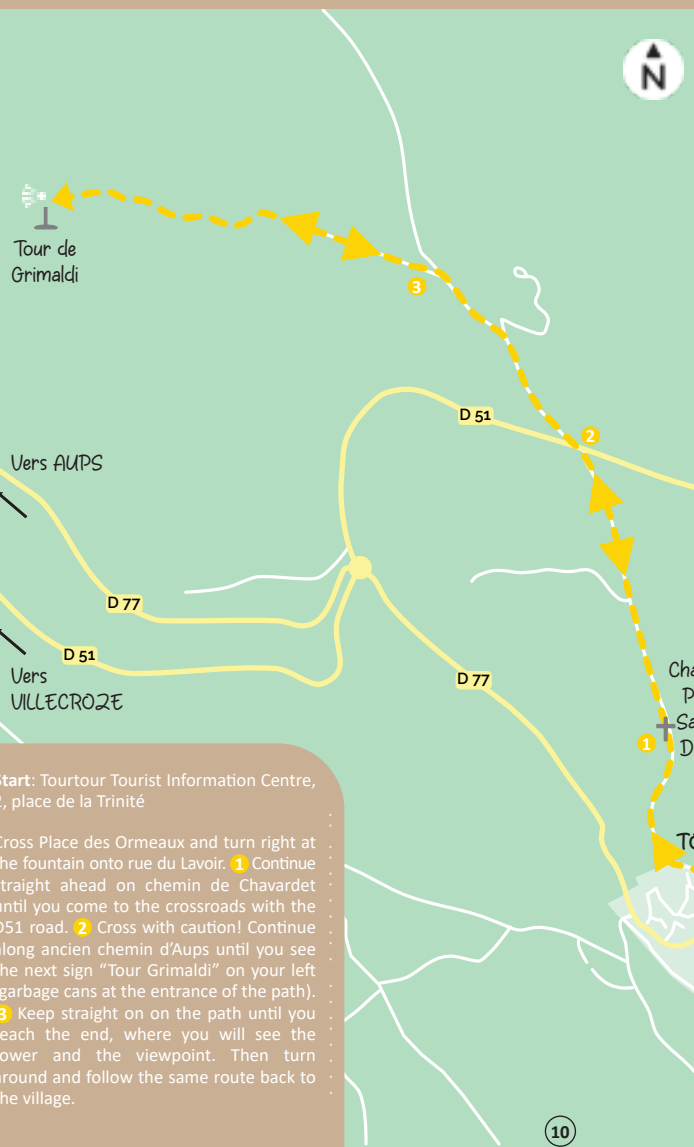 N
Tour de
Grimaldi
3
D 51
2
Vers AUPS
D 77
D 51
Vers
VILLECROZE
D 77
Cha
P
Sa
D
1
TO
Start: Tourtour Tourist Information Centre,
2, place de la Trinité
Cross Place des Ormeaux and turn right at
the fountain onto rue du Lavoir. 1 Continue
straight ahead on chemin de Chavardet
until you come to the crossroads with the
D51 road. 2 Cross with caution! Continue
along ancien chemin d’Aups until you see
the next sign “Tour Grimaldi” on your left
(garbage cans at the entrance of the path).
3 Keep straight on on the path until you
reach the end, where you will see the
tower and the viewpoint. Then turn
around and follow the same route back to
the village.
10